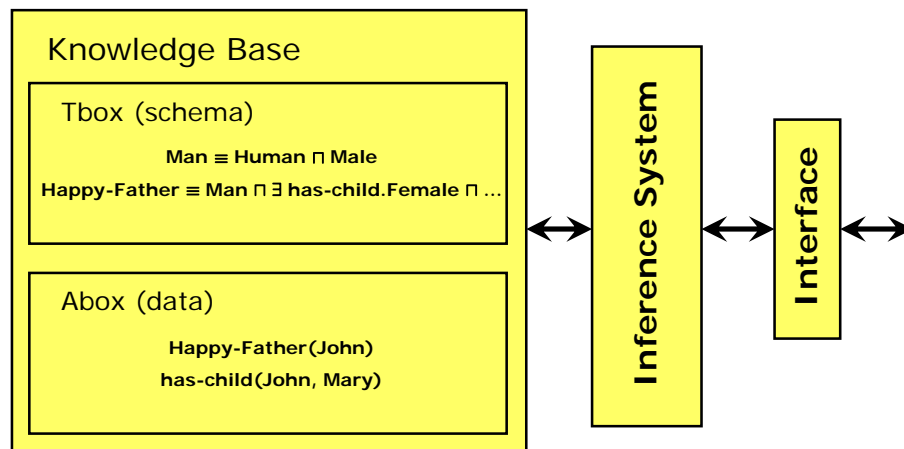 Knowledge Base
Tbox (schema)
Man ≡ Human ⊓ Male
Happy-Father ≡ Man ⊓ ∃ has-child.Female ⊓ ...
Abox (data)
Happy-Father(John)
has-child(John, Mary)
Inference System
Interface